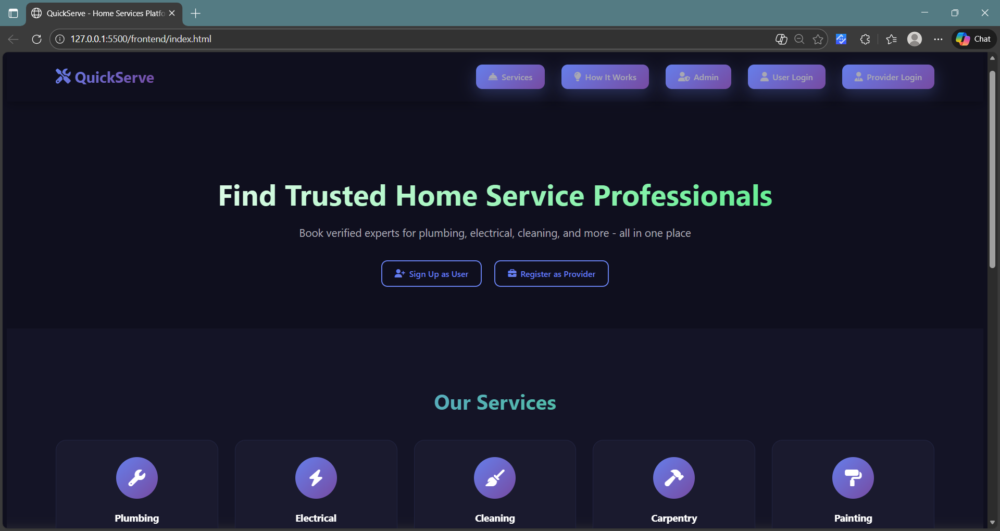 QuickServe - Home Services Platfo
127.0.0.1:5500/frontend/index.html
Chat
QuickServe
Services
How It Works
Admin
User Login
Provider Login
Find Trusted Home Service Professionals
Book verified experts for plumbing, electrical, cleaning, and more - all in one place
Sign Up as User
Register as Provider
Our Services
Plumbing
Electrical
Cleaning
Carpentry
Painting